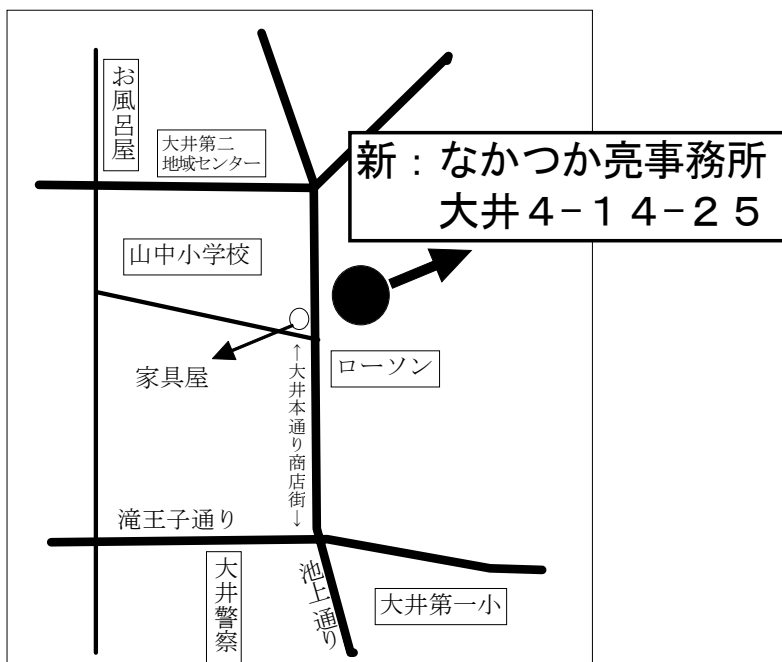 お風呂屋
大井第二
地域センター
新：なかつか亮事務所
大井４−１４−２５
山中小学校
家具屋
ローソン
←大井本通り商店街→
滝王子通り
大井警察
池上通り
大井第一小